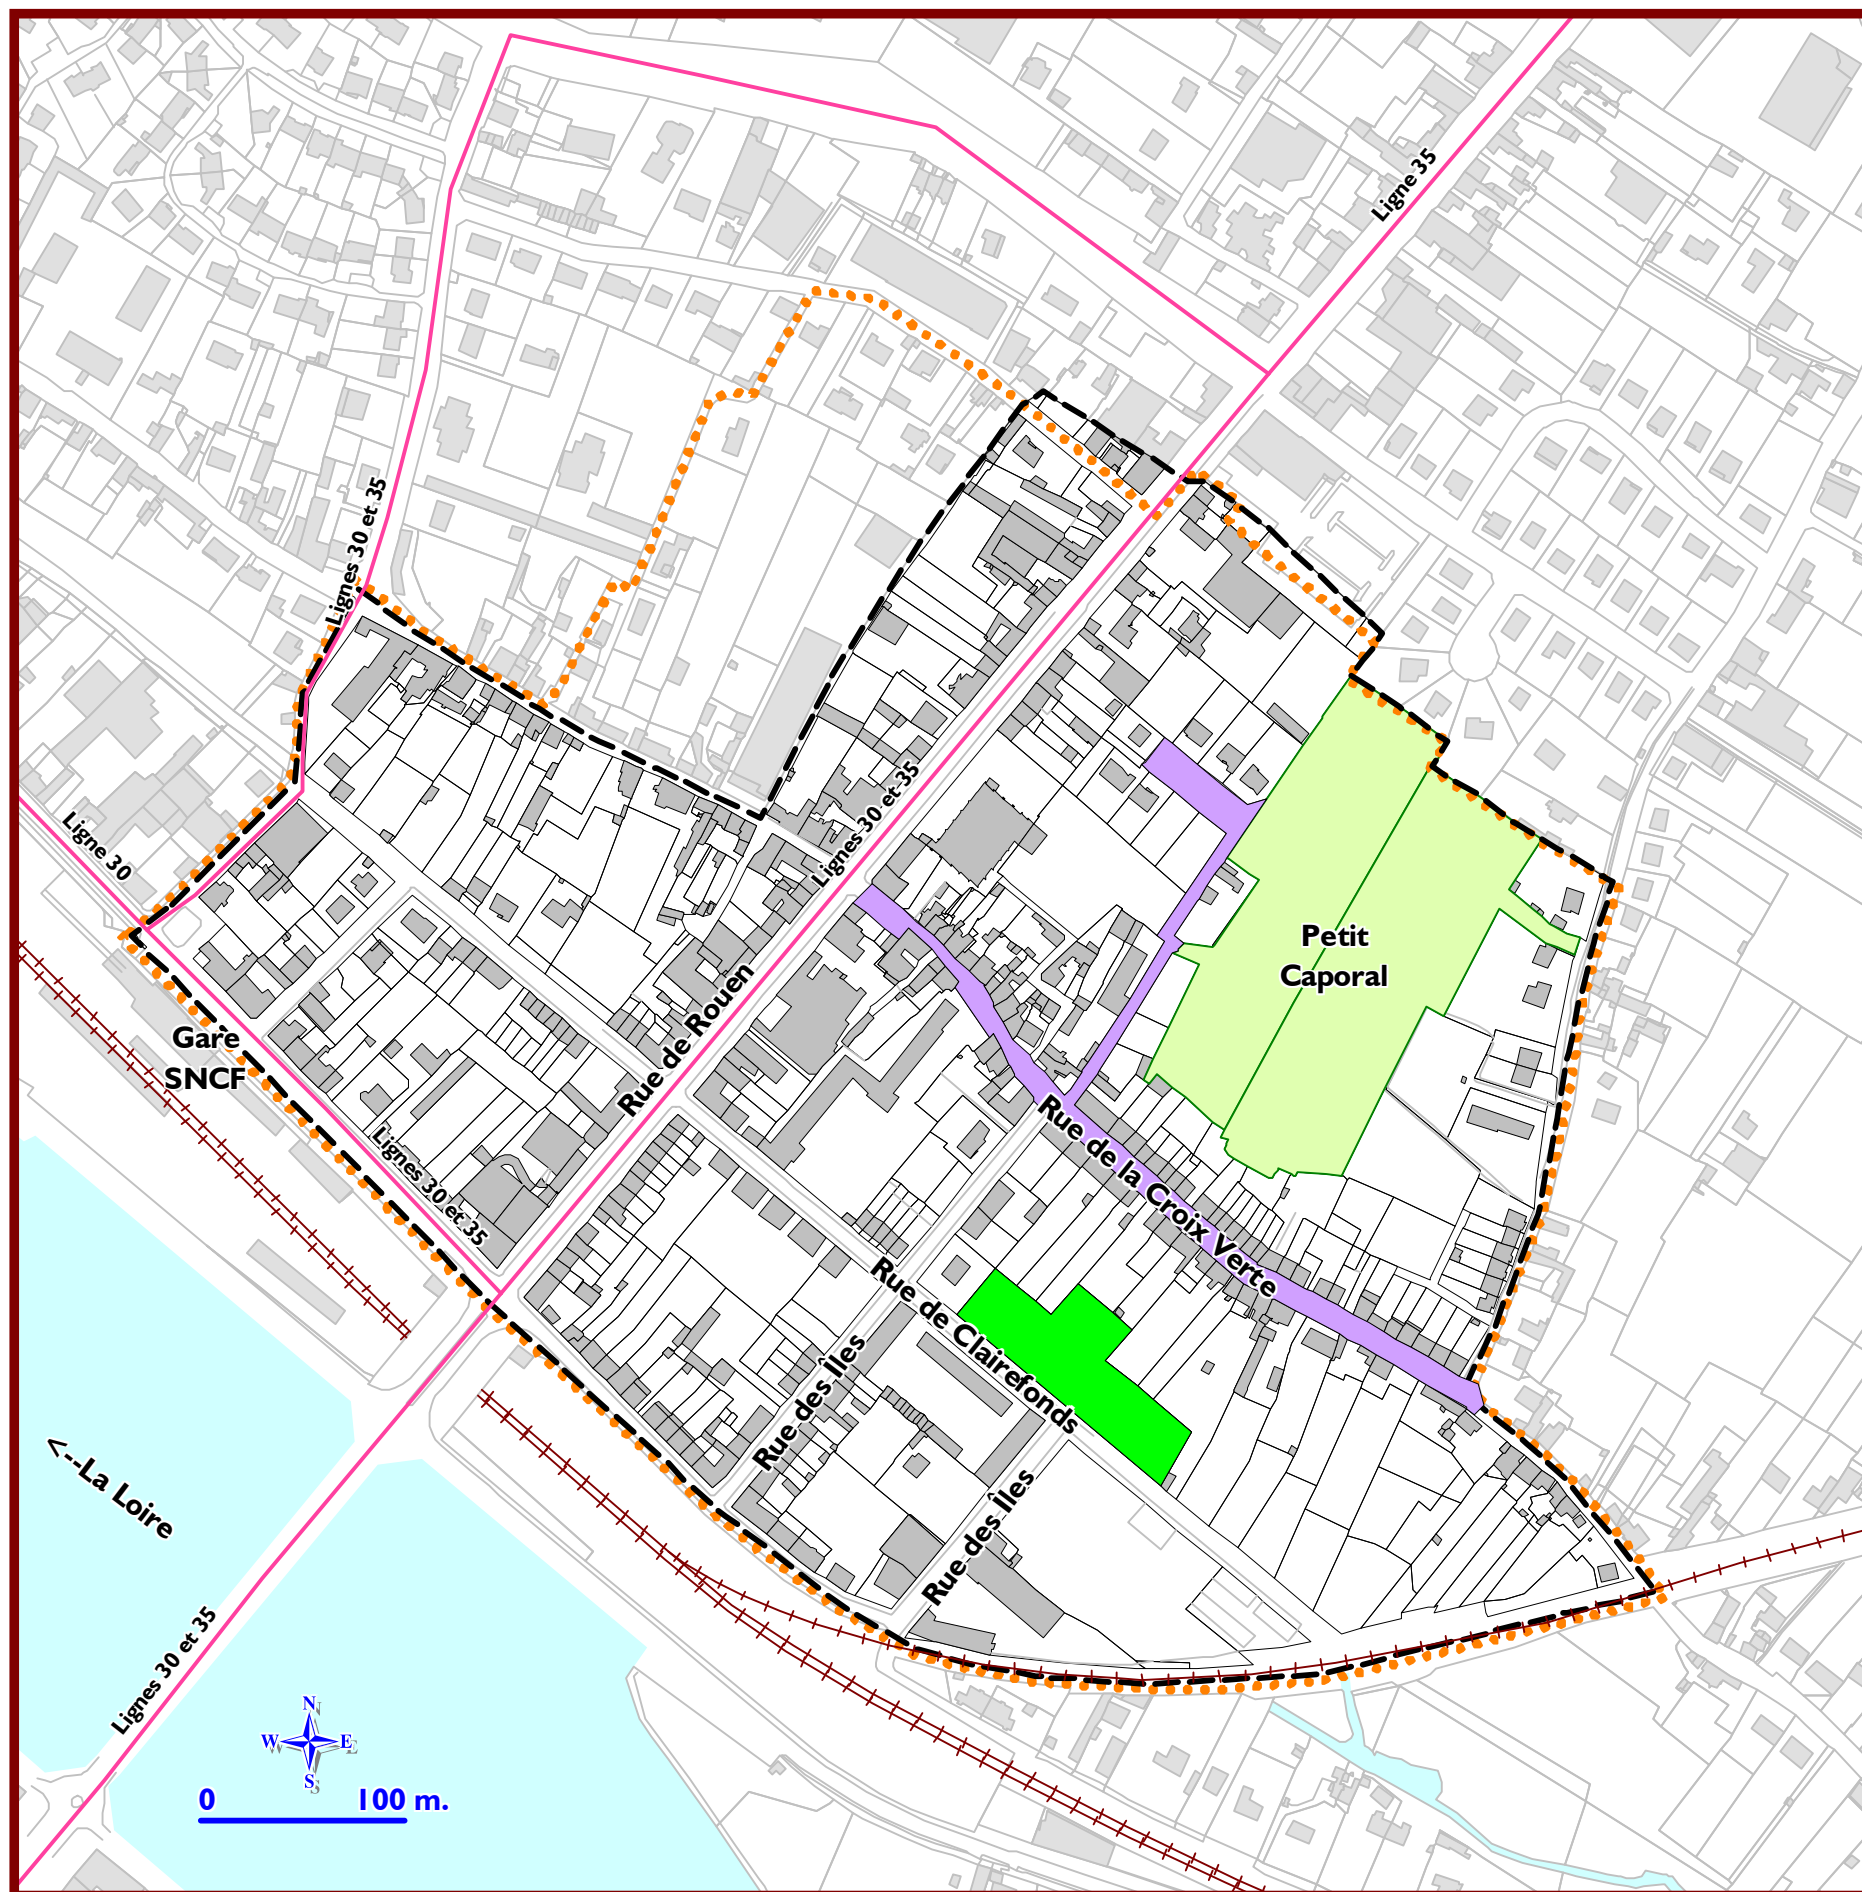 Ligne 35
Lignes 30 et 35
Ligne 30
Lignes 30 et 35
Petit
Caporal
Gare
SNCF
Rue de Rouen
Lignes 30 et 35
Rue de la Croix Verte
Rue de Clairefonds
Rue des Îles
Rue des Îles
<--La Loire
Lignes 30 et 35
N
W E
S
0 100 m.